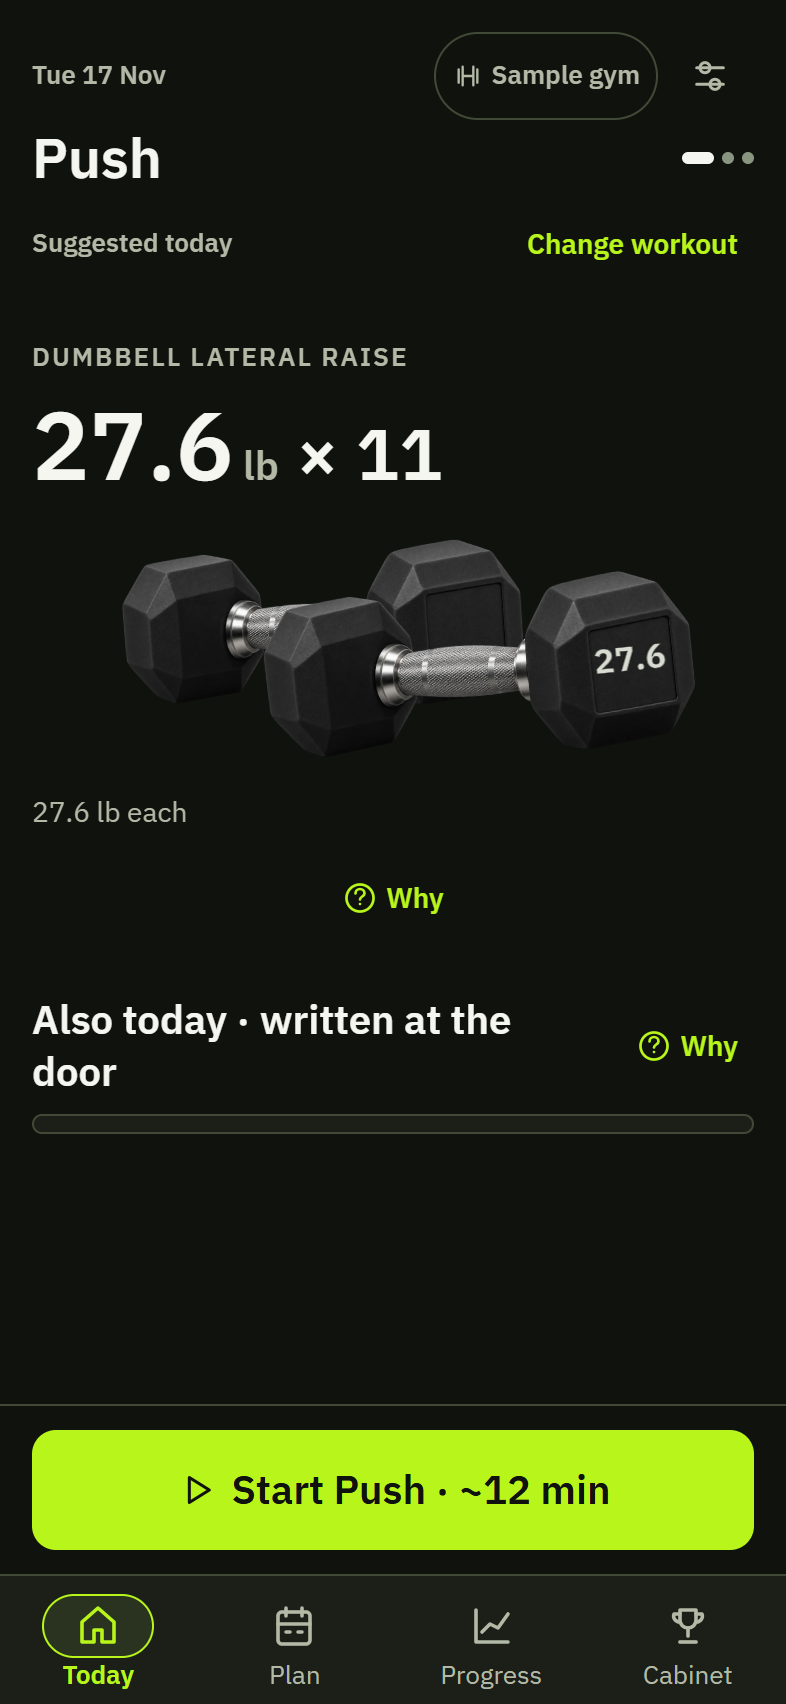 Tue 17 Nov
Sample gym
Push
Suggested today
Change workout
DUMBBELL LATERAL RAISE
27.6 lb × 11
27.6
27.6 lb each
Why
Also today · written at the
door
Why
Start Push · ~12 min
Today
Plan
Progress
Cabinet